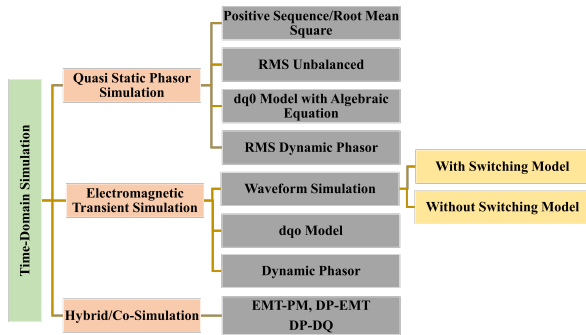 Time-Domain Simulation
Quasi Static Phasor
Simulation
Positive Sequence/Root Mean
Square
RMS Unbalanced
dq0 Model with Algebraic
Equation
RMS Dynamic Phasor
Electromagnetic
Transient Simulation
Waveform Simulation
With Switching Model
Without Switching Model
dqo Model
Dynamic Phasor
Hybrid/Co-Simulation
EMT-PM, DP-EMT
DP-DQ